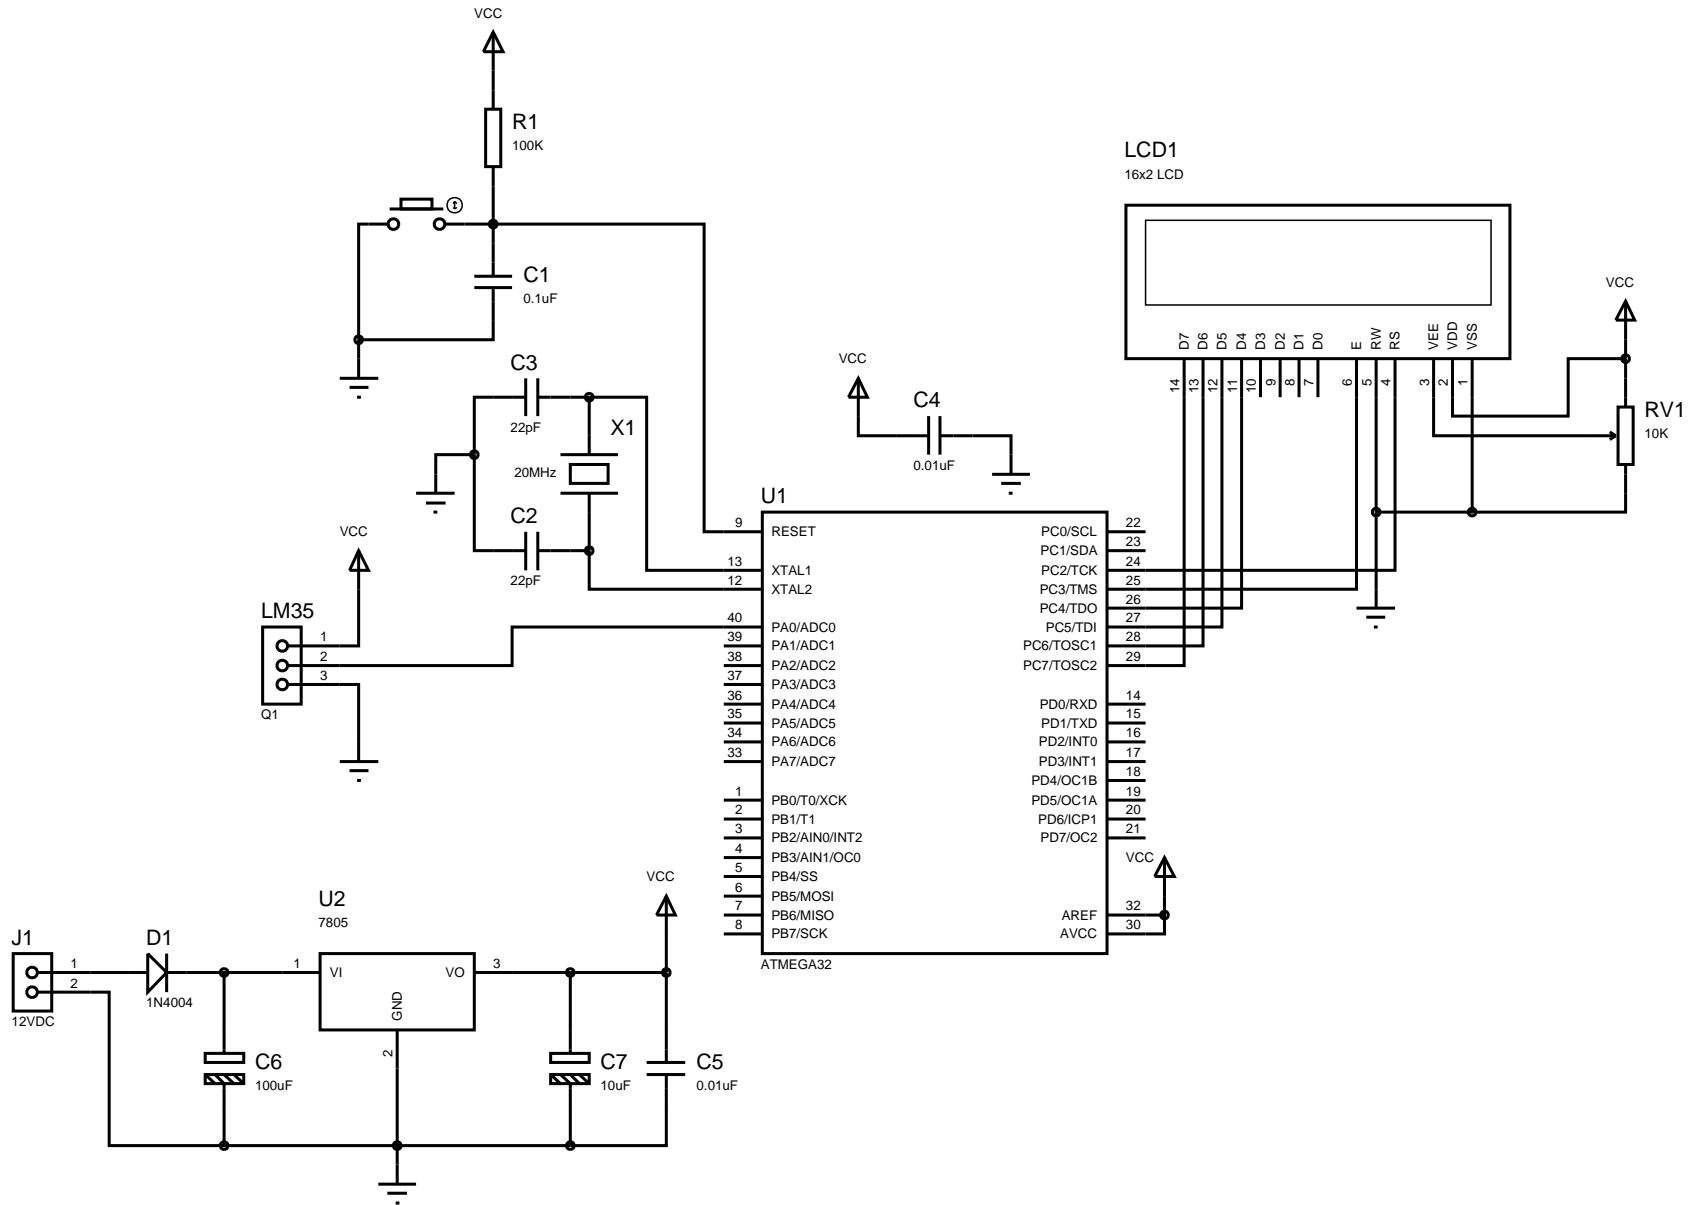 VCC
R1
100K
C1
0.1uF
C3
22pF
X1
20MHz
C2
22pF
VCC
LM35
1
2
3
Q1
VCC
C4
0.01uF
LCD1
16x2 LCD
D7 D6 D5 D4 D3 D2 D1 D0 E RW RS VEE VDD VSS
14 13 12 11 10 9 8 7 6 5 4 3 2 1
VCC
RV1
10K
U1
9 RESET
13 XTAL1
12 XTAL2
40 PA0/ADC0
39 PA1/ADC1
38 PA2/ADC2
37 PA3/ADC3
36 PA4/ADC4
35 PA5/ADC5
34 PA6/ADC6
33 PA7/ADC7
1 PB0/T0/XCK
2 PB1/T1
3 PB2/AIN0/INT2
4 PB3/AIN1/OC0
5 PB4/SS
6 PB5/MOSI
7 PB6/MISO
8 PB7/SCK
PC0/SCL 22
PC1/SDA 23
PC2/TCK 24
PC3/TMS 25
PC4/TDO 26
PC5/TDI 27
PC6/TOSC1 28
PC7/TOSC2 29
PD0/RXD 14
PD1/TXD 15
PD2/INT0 16
PD3/INT1 17
PD4/OC1B 18
PD5/OC1A 19
PD6/ICP1 20
PD7/OC2 21
VCC
AREF 32
AVCC 30
ATMEGA32
J1
1
2
12VDC
D1
1N4004
U2
7805
1 VI
VO 3
GND
2
VCC
C6
100uF
C7
10uF
C5
0.01uF